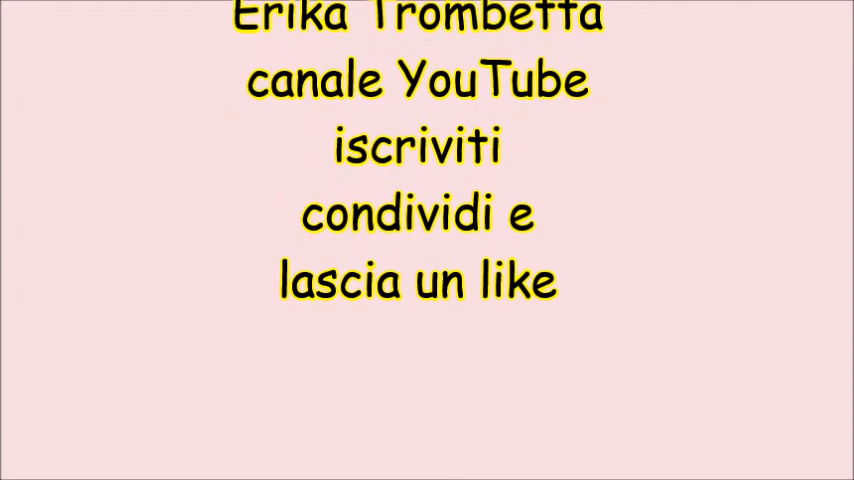 Erika Trombetta
canale YouTube
iscriviti
condividi e
lascia un like